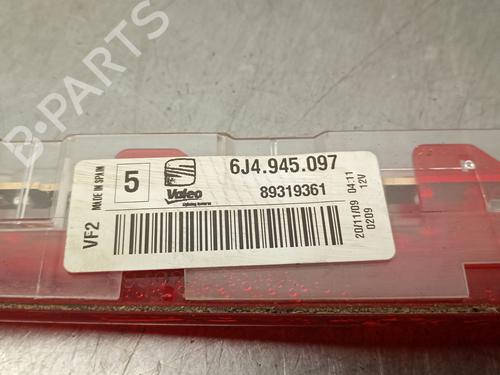 B-PARTS
MADE IN SPAIN
5
VF2
Valeo
6J4.945.097
89319361
20/11/09 04:11
0209 12V